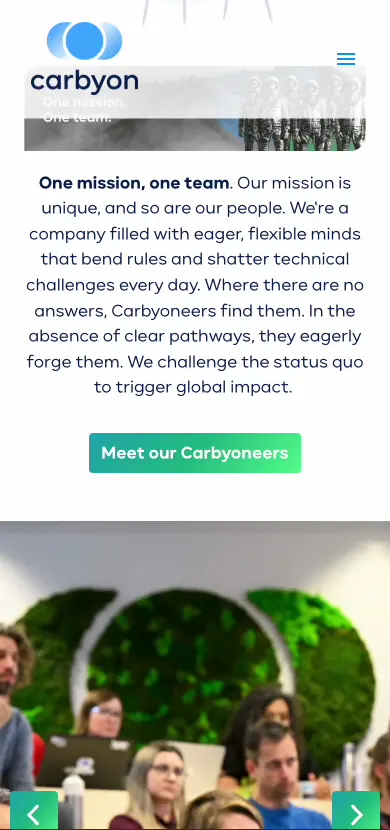 carbyon
One mission.
One team.
One mission, one team. Our mission is
unique, and so are our people. We're a
company filled with eager, flexible minds
that bend rules and shatter technical
challenges every day. Where there are no
answers, Carbyoneers find them. In the
absence of clear pathways, they eagerly
forge them. We challenge the status quo
to trigger global impact.
Meet our Carbyoneers